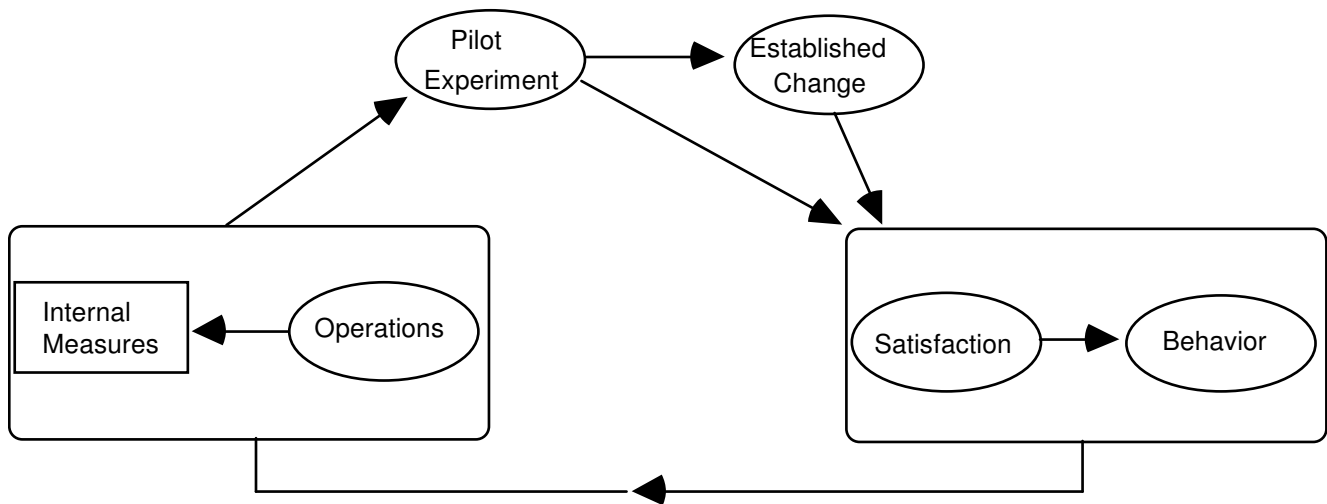 Pilot
Experiment
Established
Change
Internal
Measures
Operations
Satisfaction
Behavior